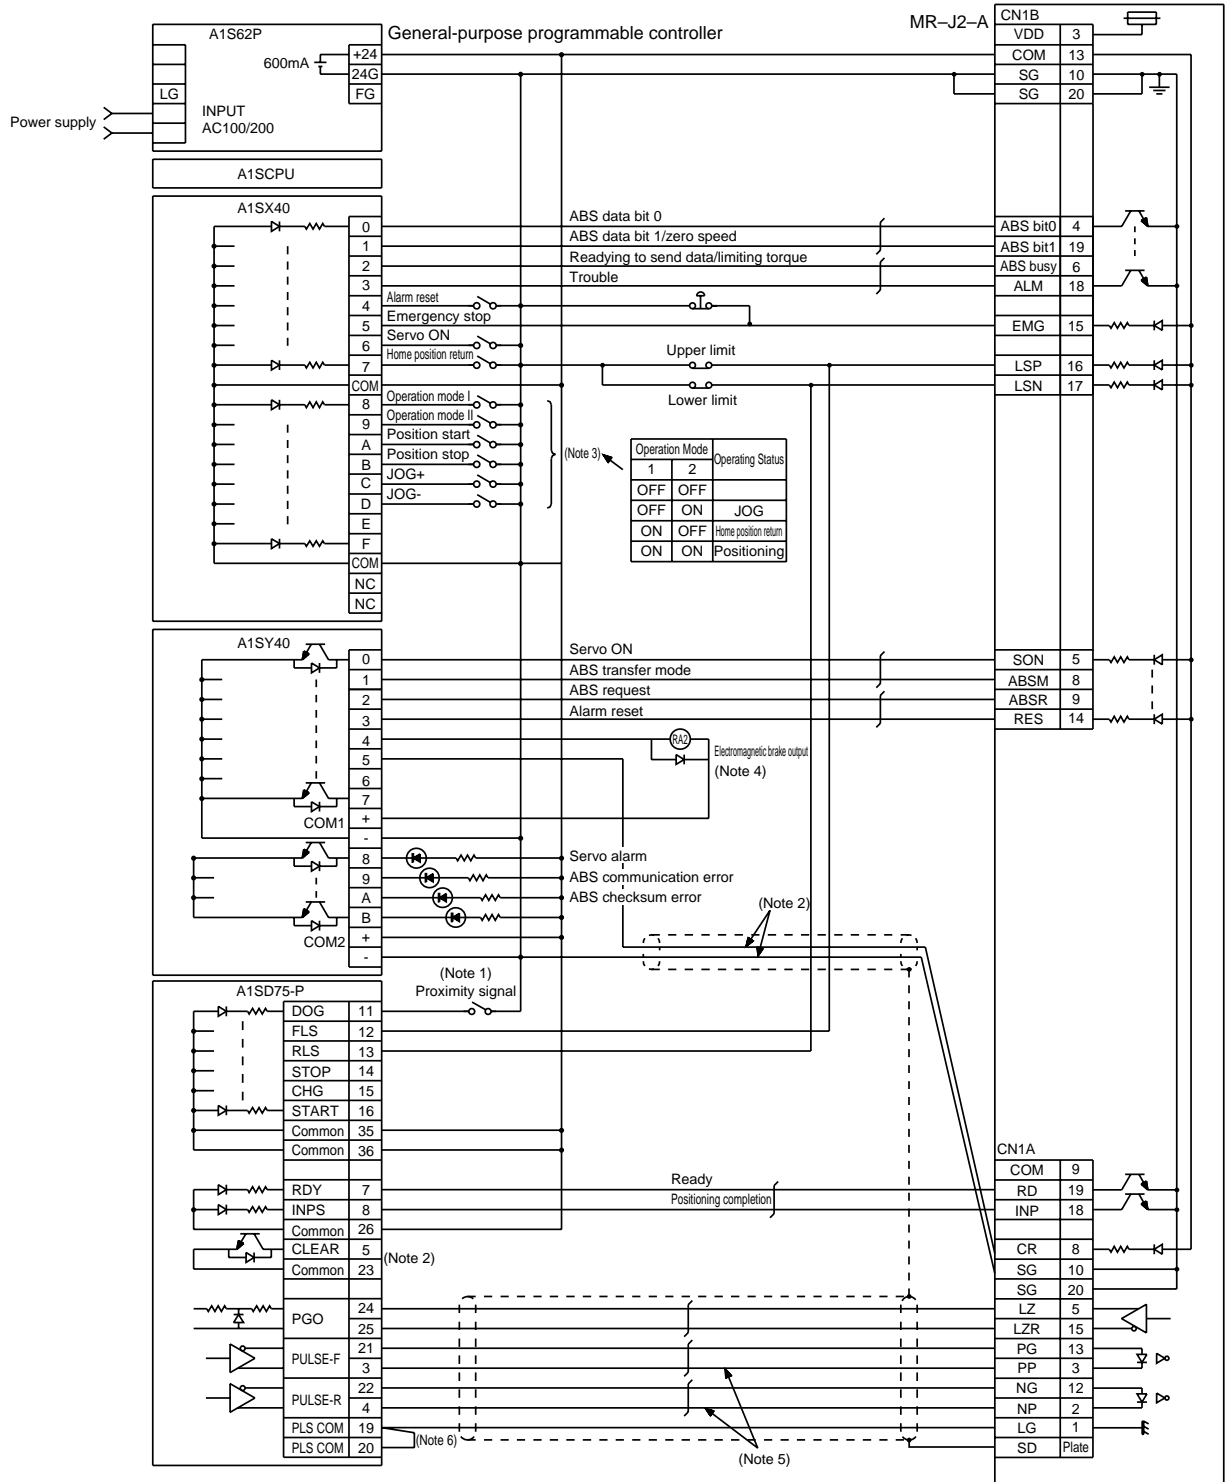 A1S62P
General-purpose programmable controller
MR–J2–A
CN1B
600mA
+24
24G
LG
FG
INPUT
AC100/200
Power supply
VDD 3
COM 13
SG 10
SG 20
A1SCPU
A1SX40
0 ABS data bit 0 ABS bit0 4
1 ABS data bit 1/zero speed ABS bit1 19
2 Readying to send data/limiting torque ABS busy 6
3 Trouble ALM 18
4 Alarm reset
5 Emergency stop EMG 15
6 Servo ON
7 Home position return Upper limit LSP 16
COM Lower limit LSN 17
8 Operation mode I
9 Operation mode II
A Position start
B Position stop
C JOG+
D JOG-
E
F
COM
NC
NC
(Note 3)
Operation Mode Operating Status
1 2
OFF OFF
OFF ON JOG
ON OFF Home position return
ON ON Positioning
A1SY40
0 Servo ON SON 5
1 ABS transfer mode ABSM 8
2 ABS request ABSR 9
3 Alarm reset RES 14
4 RA2 Electromagnetic brake output
5 (Note 4)
6
7
COM1 +
-
8 Servo alarm
9 ABS communication error
A ABS checksum error
B (Note 2)
COM2 +
-
(Note 1)
Proximity signal
A1SD75-P
DOG 11
FLS 12
RLS 13
STOP 14
CHG 15
START 16
Common 35
Common 36
CN1A
COM 9
RDY 7 Ready RD 19
INPS 8 Positioning completion INP 18
Common 26
CLEAR 5 (Note 2) CR 8
Common 23 SG 10
SG 20
PGO 24 LZ 5
25 LZR 15
PULSE-F 21 PG 13
3 PP 3
PULSE-R 22 NG 12
4 NP 2
PLS COM 19 (Note 6) LG 1
PLS COM 20 SD Plate
(Note 5)